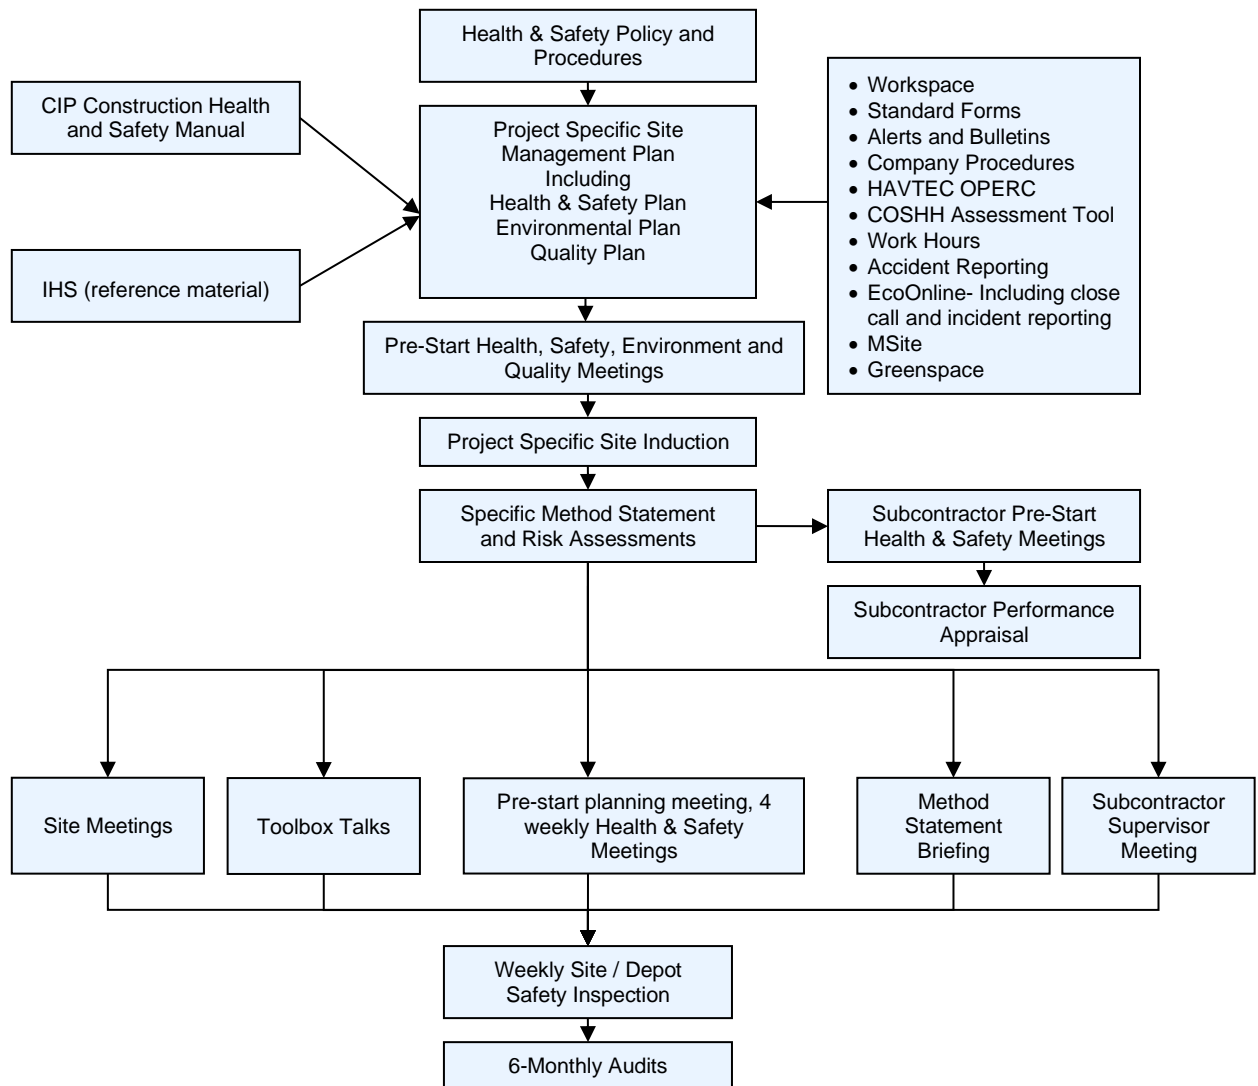 Health & Safety Policy and
Procedures
CIP Construction Health
and Safety Manual
IHS (reference material)
Project Specific Site
Management Plan
Including
Health & Safety Plan
Environmental Plan
Quality Plan
• Workspace
• Standard Forms
• Alerts and Bulletins
• Company Procedures
• HAVTEC OPERC
• COSHH Assessment Tool
• Work Hours
• Accident Reporting
• EcoOnline- Including close
call and incident reporting
• MSite
• Greenspace
Pre-Start Health, Safety, Environment and
Quality Meetings
Project Specific Site Induction
Specific Method Statement
and Risk Assessments
Subcontractor Pre-Start
Health & Safety Meetings
Subcontractor Performance
Appraisal
Site Meetings
Toolbox Talks
Pre-start planning meeting, 4
weekly Health & Safety
Meetings
Method
Statement
Briefing
Subcontractor
Supervisor
Meeting
Weekly Site / Depot
Safety Inspection
6-Monthly Audits